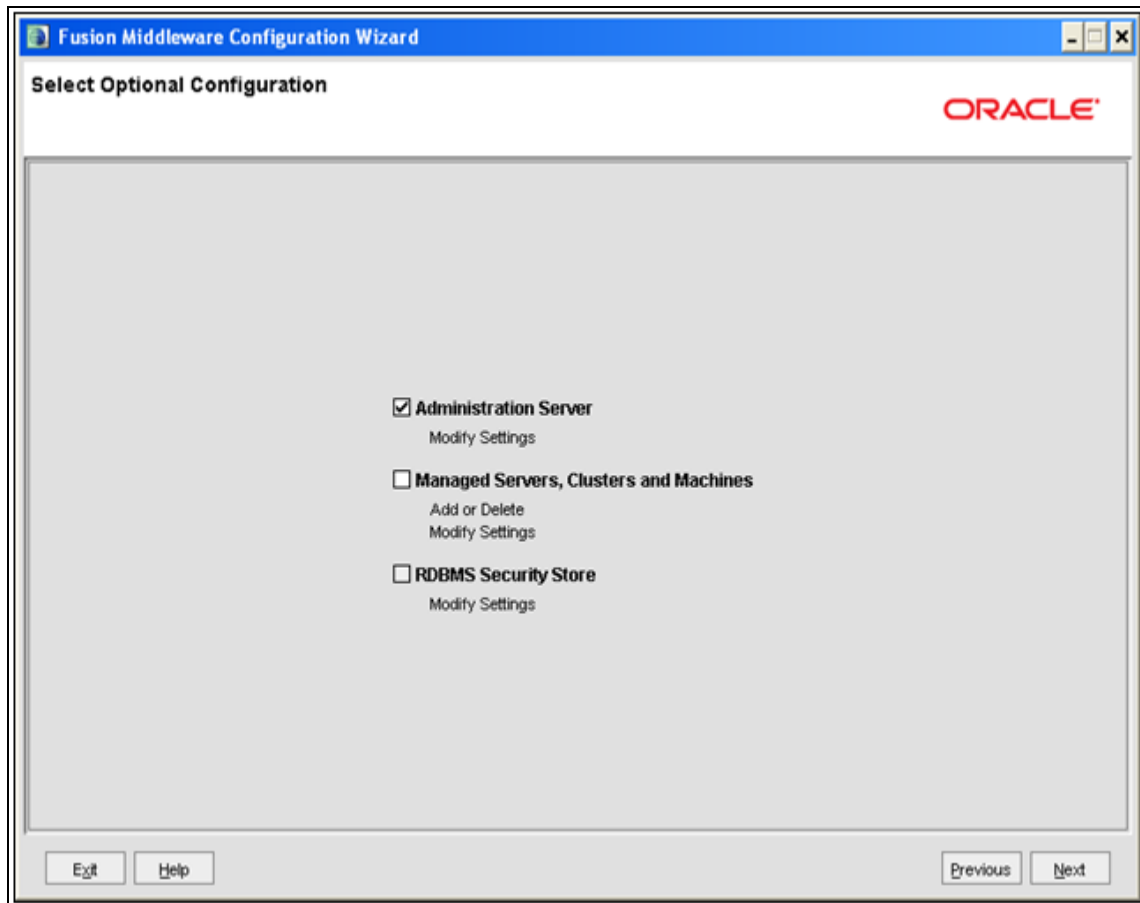 Fusion Middleware Configuration Wizard
Select Optional Configuration
ORACLE
Administration Server
Modify Settings
Managed Servers, Clusters and Machines
Add or Delete
Modify Settings
RDBMS Security Store
Modify Settings
Exit Help Previous Next